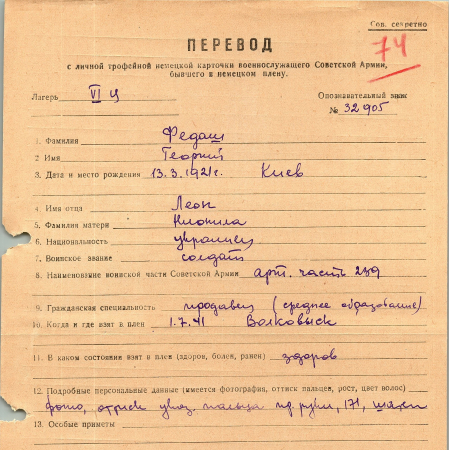 Сов. секретно
74
ПЕРЕВОД
с личной трофейной немецкой карточки военнослужащего Советской Армии,
бывшего в немецком плену.
Лагерь VI Ц Опознавательный знак
№ 32905
1. Фамилия Федаш
2 Имя Георгий
3. Дата и место рождения 13.3.1921г. Киев
4. Имя отца Леон
5. Фамилия матери
6. Национальность украинец
7. Воинское звание солдат
8. Наименование воинской части Советской Армии арт. часть 239
9. Гражданская специальность продавец (среднее образование)
10. Когда и где взят в плен 1.7.41 Волковыск
11. В каком состоянии взят в плен (здоров, болен, ранен) здоров
12. Подробные персональные данные (имеется фотография, оттиск пальцев, рост, цвет волос)
фото, оттиск указ. пальца пр. руки, 171,
13. Особые приметы